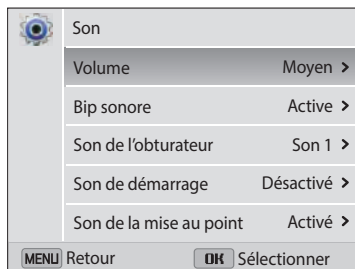 Son
Volume Moyen >
Bip sonore Active >
Son de l'obturateur Son 1 >
Son de démarrage Désactivé >
Son de la mise au point Activé >
MENU Retour OK Sélectionner